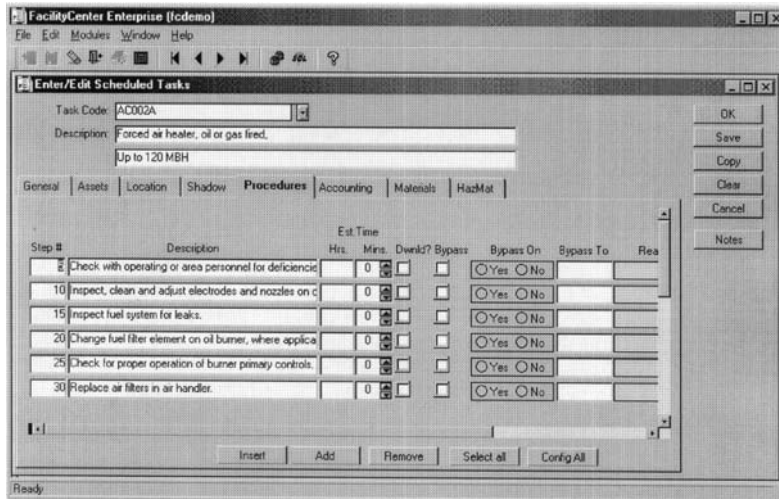 FacilityCenter Enterprise (fcdemo)
File Edit Modules Window Help
Enter/Edit Scheduled Tasks
Task Code: AC002A
OK
Description: Forced air heater, oil or gas fired,
Save
Up to 120 MBH
Copy
General Assets Location Shadow Procedures Accounting Materials HazMat
Clear
Cancel
Notes
Est.Time
Step # Description Hrs. Mins. Dwnld? Bypass Bypass On Bypass To Rea
Check with operating or area personnel for deficiencie 0 Yes No
10 Inspect, clean and adjust electrodes and nozzles on c 0 Yes No
15 Inspect fuel system for leaks. 0 Yes No
20 Change fuel filter element on oil burner, where applica 0 Yes No
25 Check for proper operation of burner primary controls. 0 Yes No
30 Replace air filters in air handler. 0 Yes No
Insert Add Remove Select all Config All
Ready